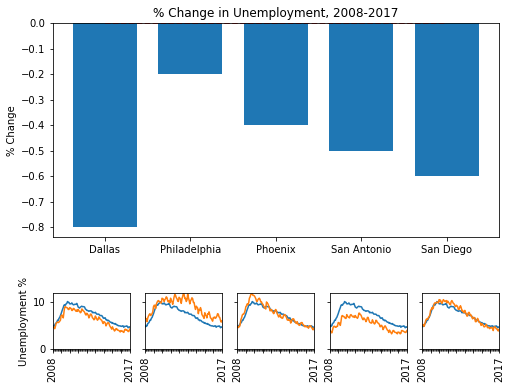 % Change in Unemployment, 2008-2017
% Change
0.0
−0.1
−0.2
−0.3
−0.4
−0.5
−0.6
−0.7
−0.8
Dallas Philadelphia Phoenix San Antonio San Diego
Unemployment %
10
0
2008 2017 2008 2017 2008 2017 2008 2017 2008 2017